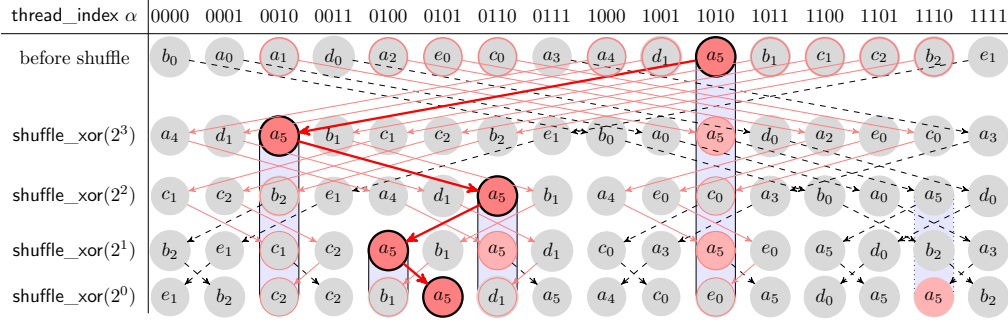 thread_index α 0000 0001 0010 0011 0100 0101 0110 0111 1000 1001 1010 1011 1100 1101 1110 1111
before shuffle b₀ a₀ a₁ d₀ a₂ e₀ c₀ a₃ a₄ d₁ a₅ b₁ c₁ c₂ b₂ e₁
shuffle_xor(2³) a₄ d₁ a₅ b₁ c₁ c₂ b₂ e₁ b₀ a₀ a₅ d₀ a₂ e₀ c₀ a₃
shuffle_xor(2²) c₁ c₂ b₂ e₁ a₄ d₁ a₅ b₁ a₄ e₀ c₀ a₃ b₀ a₀ a₅ d₀
shuffle_xor(2¹) b₂ e₁ c₁ c₂ a₅ b₁ a₅ d₁ c₀ a₃ a₅ e₀ a₅ d₀ b₂ a₃
shuffle_xor(2⁰) e₁ b₂ c₂ c₂ b₁ a₅ d₁ a₅ a₄ c₀ e₀ a₅ d₀ a₅ a₅ b₂